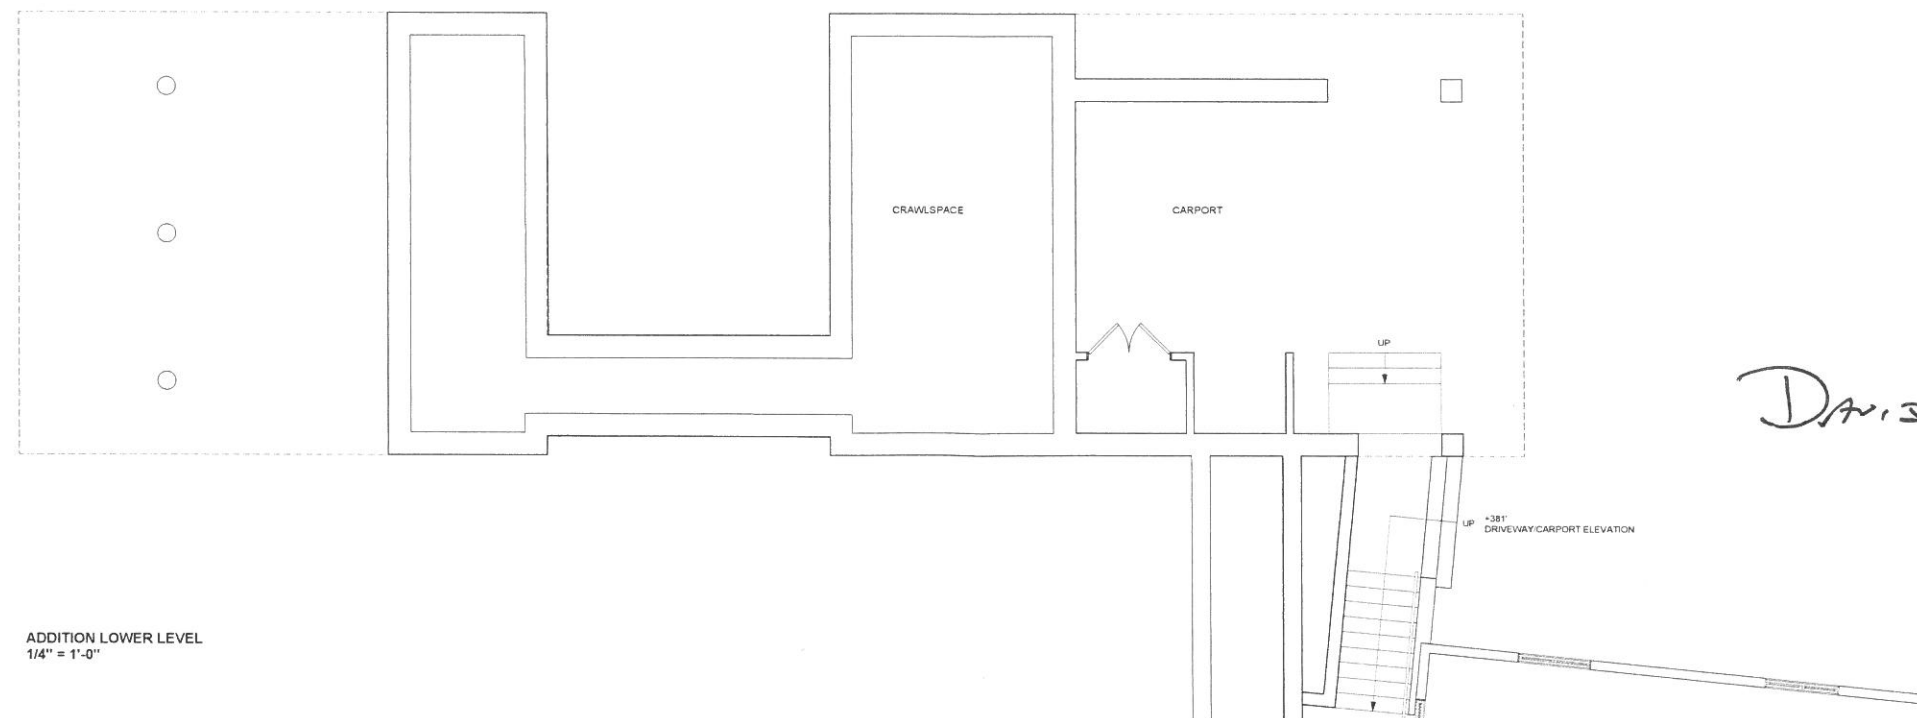 CRAWLSPACE
CARPORT
UP
UP
+381'
DRIVEWAY/CARPORT ELEVATION
ADDITION LOWER LEVEL
1/4" = 1'-0"